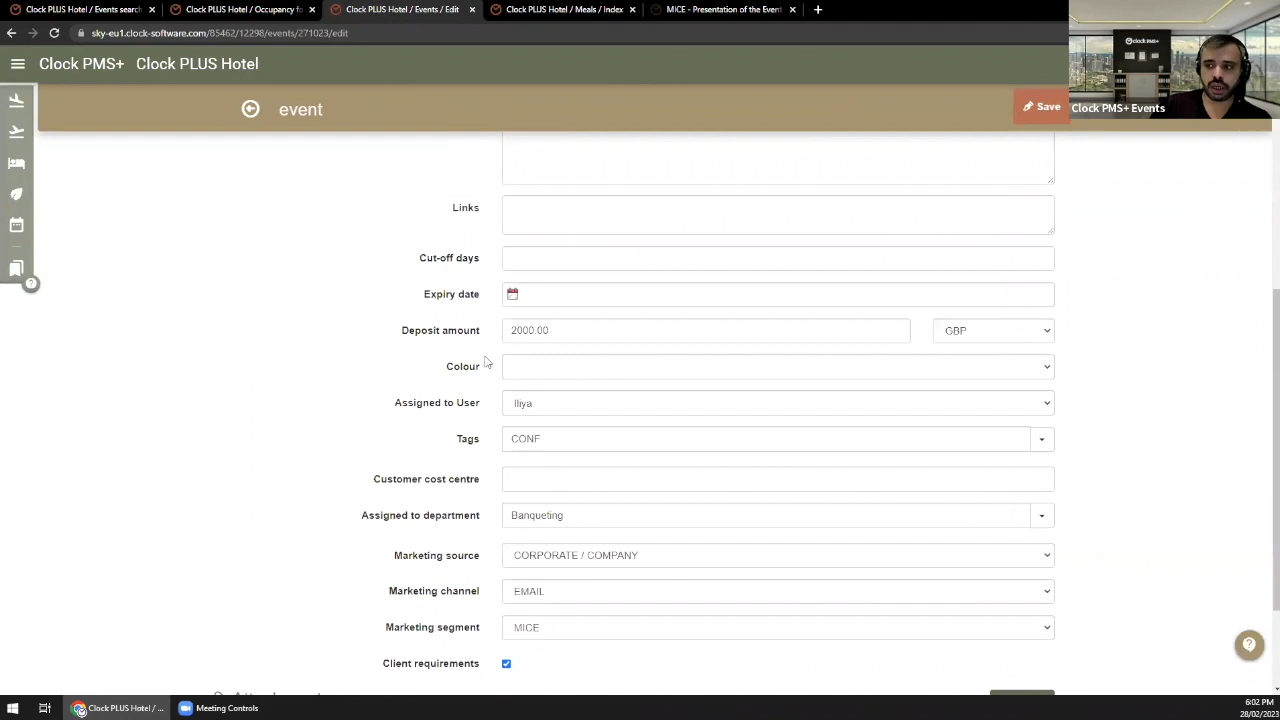 Clock PLUS Hotel / Events search
Clock PLUS Hotel / Occupancy fo
Clock PLUS Hotel / Events / Edit
Clock PLUS Hotel / Meals / Index
MICE - Presentation of the Event
sky-eu1.clock-software.com/85462/12298/events/271023/edit
Clock PMS+ Clock PLUS Hotel
clock PMS+
Clock PMS+ Events
event
Save
Links
Cut-off days
Expiry date
Deposit amount 2000.00 GBP
Colour
Assigned to User Iliya
Tags CONF
Customer cost centre
Assigned to department Banqueting
Marketing source CORPORATE / COMPANY
Marketing channel EMAIL
Marketing segment MICE
Client requirements
Clock PLUS Hotel / ...
Meeting Controls
6:02 PM
28/02/2023